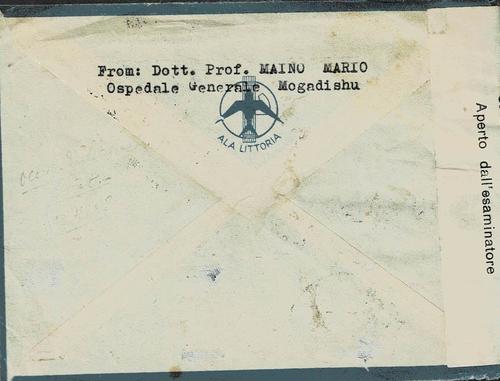 From: Dott. Prof. MAINO MARIO
Ospedale Generale Mogadishu
ALA LITTORIA
Aperto dall'esaminatore